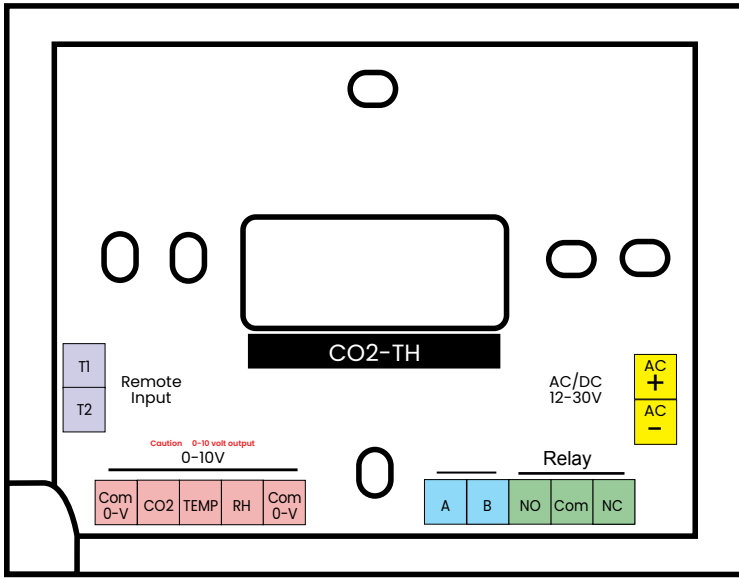 CO2-TH
T1
T2
Remote
Input
AC/DC
12-30V
AC
+
AC
-
Caution 0-10 volt output
0-10V
Com
0-V
CO2
TEMP
RH
Com
0-V
A
B
Relay
NO
Com
NC